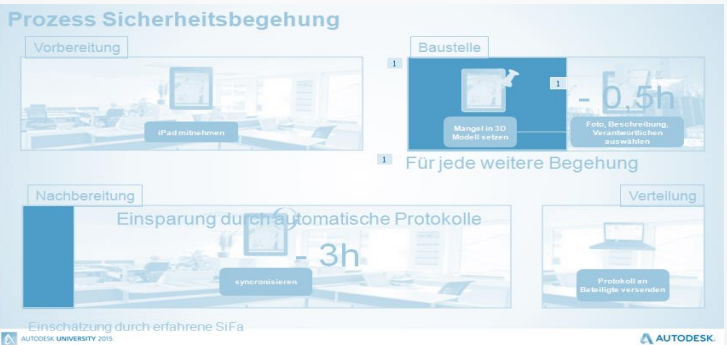 Prozess Sicherheitsbegehung
Vorbereitung
iPad mitnehmen
Baustelle
1
1
- 0,5h
Mangel in 3D
Modell setzen
Foto, Beschreibung,
Verantwortlichen
auswählen
1
Für jede weitere Begehung
Nachbereitung
Einsparung durch automatische Protokolle
- 3h
syncronisieren
Verteilung
Protokoll an
Beteiligte versenden
Einschätzung durch erfahrene SiFa
AUTODESK UNIVERSITY 2015
AUTODESK.